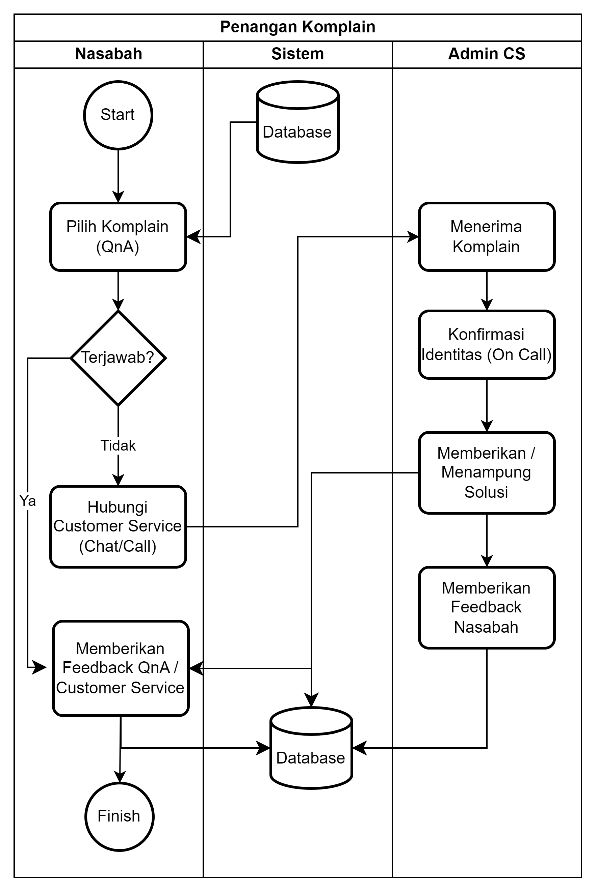 Penangan Komplain
Nasabah
Sistem
Admin CS
Start
Database
Pilih Komplain
(QnA)
Menerima
Komplain
Terjawab?
Konfirmasi
Identitas (On Call)
Tidak
Memberikan /
Menampung
Solusi
Ya
Hubungi
Customer Service
(Chat/Call)
Memberikan
Feedback
Nasabah
Memberikan
Feedback QnA /
Customer Service
Database
Finish